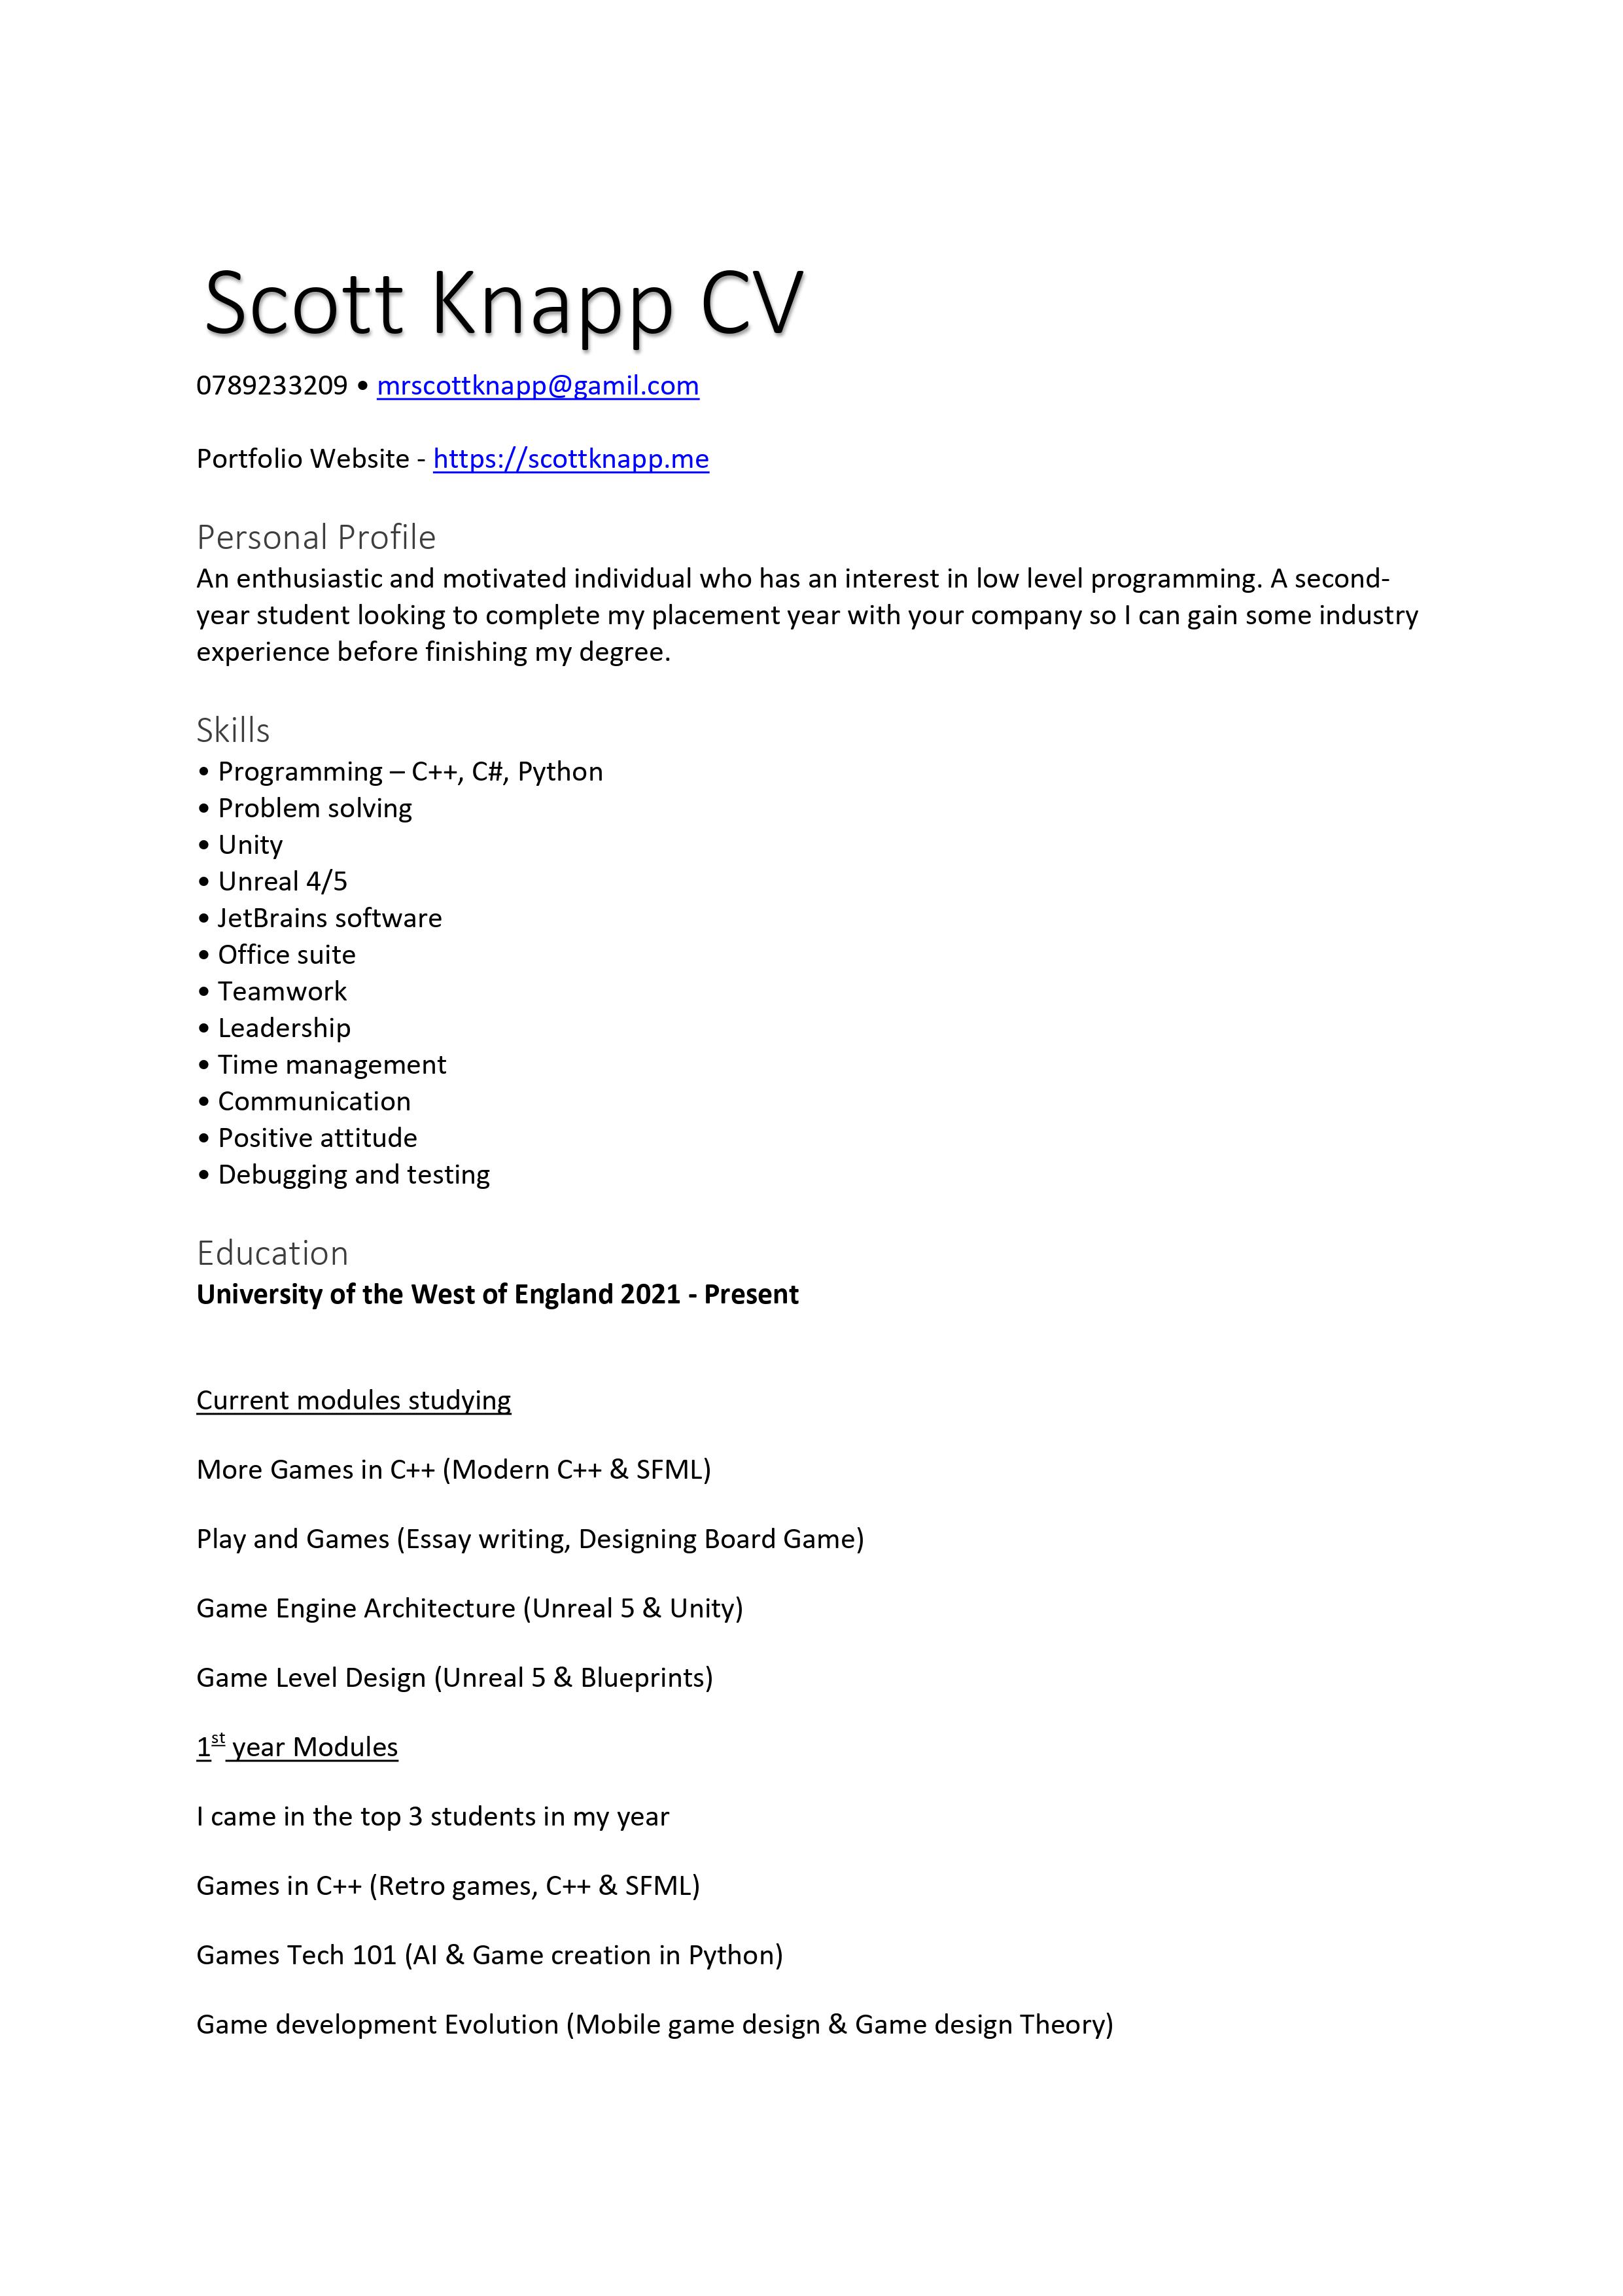 Scott Knapp CV
0789233209 • mrscottknapp@gamil.com
Portfolio Website - https://scottknapp.me
Personal Profile
An enthusiastic and motivated individual who has an interest in low level programming. A second-
year student looking to complete my placement year with your company so I can gain some industry
experience before finishing my degree.
Skills
• Programming – C++, C#, Python
• Problem solving
• Unity
• Unreal 4/5
• JetBrains software
• Office suite
• Teamwork
• Leadership
• Time management
• Communication
• Positive attitude
• Debugging and testing
Education
University of the West of England 2021 - Present
Current modules studying
More Games in C++ (Modern C++ & SFML)
Play and Games (Essay writing, Designing Board Game)
Game Engine Architecture (Unreal 5 & Unity)
Game Level Design (Unreal 5 & Blueprints)
1st year Modules
I came in the top 3 students in my year
Games in C++ (Retro games, C++ & SFML)
Games Tech 101 (AI & Game creation in Python)
Game development Evolution (Mobile game design & Game design Theory)